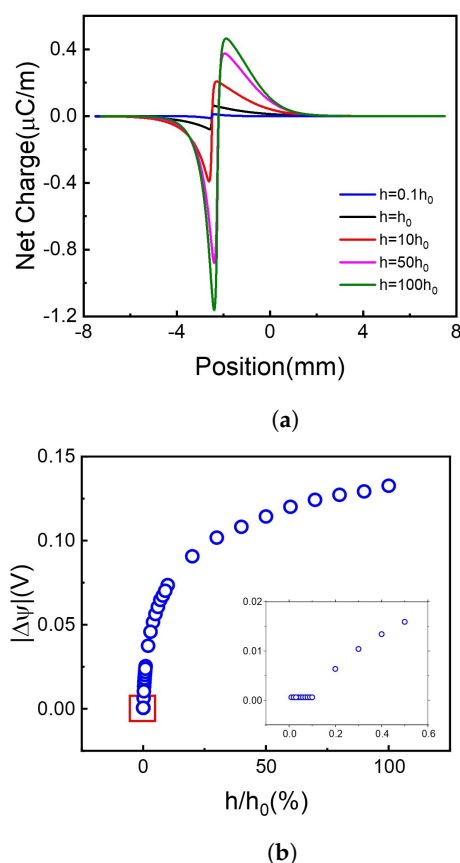 0.4
0.0
-0.4
-0.8
-1.2
Net Charge(μC/m)
h=0.1h₀
h=h₀
h=10h₀
h=50h₀
h=100h₀
-8 -4 0 4 8
Position(mm)
(a)
0.15
0.10
0.05
0.00
|Δψ|(V)
0.02
0.01
0.00
0.0 0.2 0.4 0.6
0 50 100
h/h₀(%)
(b)